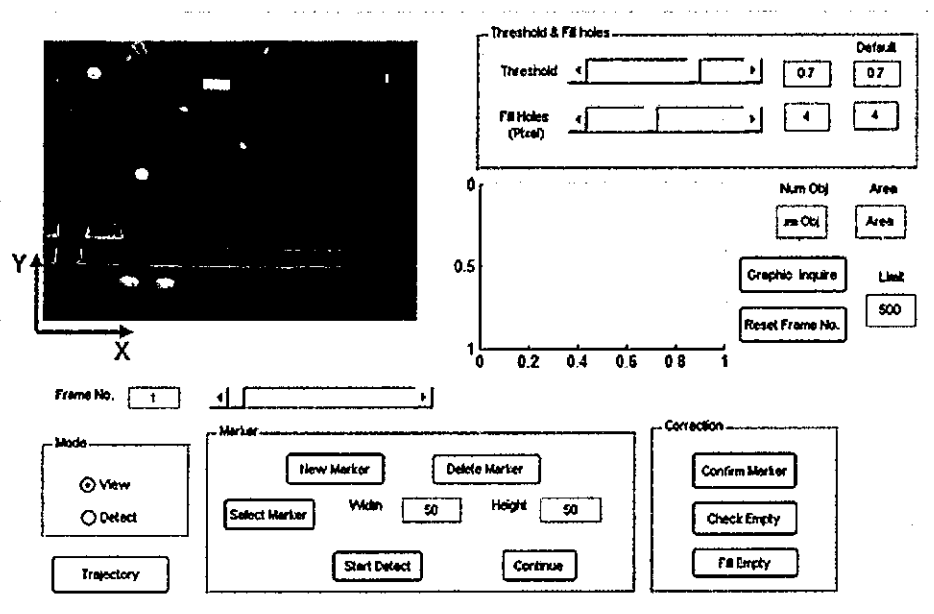 Threshold & Fill holes
Default
Threshold 0.7 0.7
Fill Holes 4 4
(Pixel)
0 Num Obj Area
Obj Area
Y 0.5 Graphic Inquire Limit
500
Reset Frame No.
1
X 0 0.2 0.4 0.6 0.8 1
Frame No. 1
Mode Marker Correction
New Marker Delete Marker Confirm Marker
View
Select Marker Width 50 Height 50
Detect Check Empty
Trajectory Start Detect Continue Fill Empty